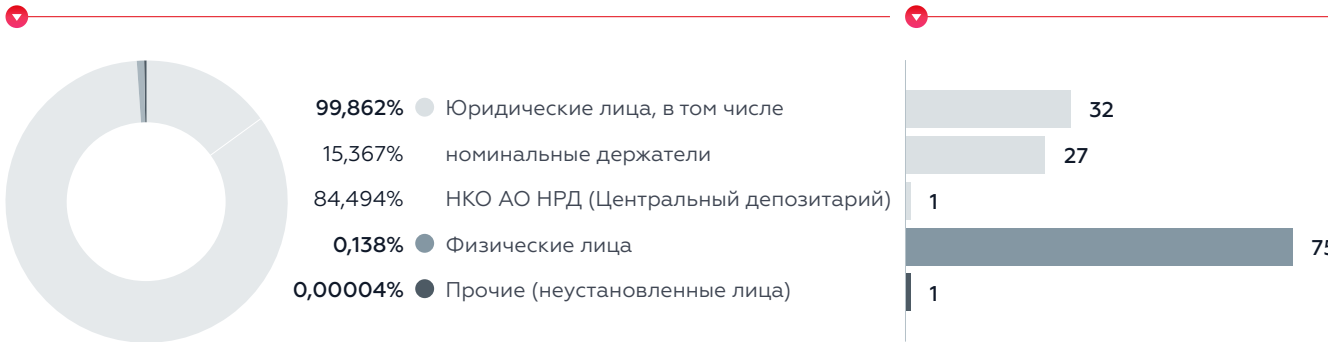 99,862% Юридические лица, в том числе 32
15,367% номинальные держатели 27
84,494% НКО АО НРД (Центральный депозитарий) 1
0,138% Физические лица
0,00004% Прочие (неустановленные лица) 1